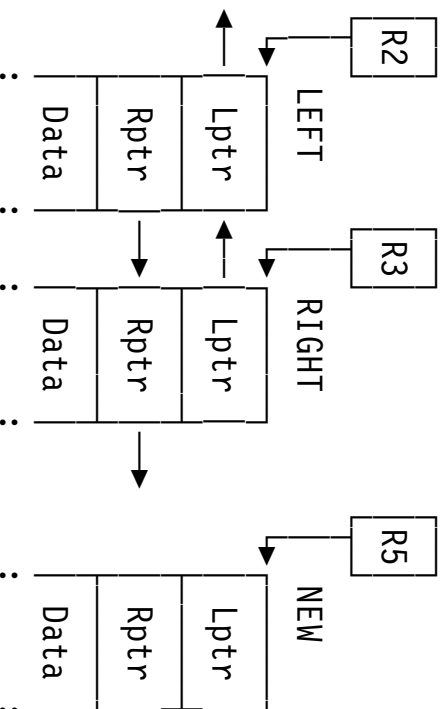 R2 R3 R5
LEFT RIGHT NEW
Lptr Lptr Lptr
Rptr Rptr Rptr
Data Data Data